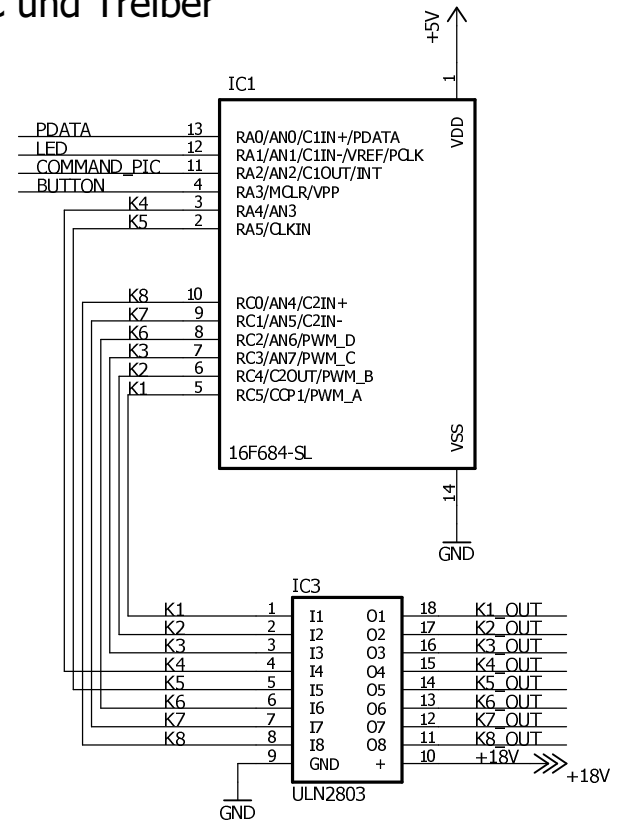 und Treiber
+5V
IC1
1
VDD
PDATA 13 RA0/AN0/C1IN+/PDATA
LED 12 RA1/AN1/C1IN-/VREF/PCLK
COMMAND_PIC 11 RA2/AN2/C1OUT/INT
BUTTON 4 RA3/MCLR/VPP
K4 3 RA4/AN3
K5 2 RA5/CLKIN
K8 10 RC0/AN4/C2IN+
K7 9 RC1/AN5/C2IN-
K6 8 RC2/AN6/PWM_D
K3 7 RC3/AN7/PWM_C
K2 6 RC4/C2OUT/PWM_B
K1 5 RC5/CCP1/PWM_A
VSS
16F684-SL
14
GND
IC3
K1 1 I1 O1 18 K1_OUT
K2 2 I2 O2 17 K2_OUT
K3 3 I3 O3 16 K3_OUT
K4 4 I4 O4 15 K4_OUT
K5 5 I5 O5 14 K5_OUT
K6 6 I6 O6 13 K6_OUT
K7 7 I7 O7 12 K7_OUT
K8 8 I8 O8 11 K8_OUT
9 GND + 10 +18V
+18V
ULN2803
GND